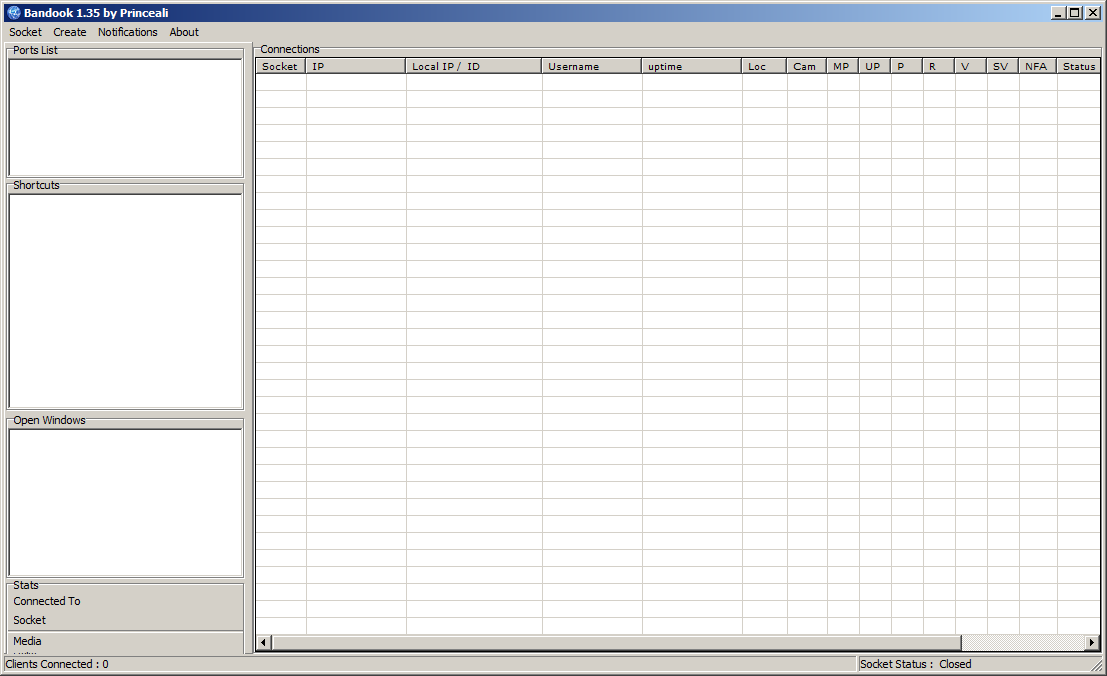 Bandook 1.35 by Princeali
Socket Create Notifications About
Ports List
Shortcuts
Open Windows
Stats
Connected To
Socket
Media
Connections
Socket IP Local IP / ID Username uptime Loc Cam MP UP P R V SV NFA Status
Clients Connected : 0
Socket Status : Closed